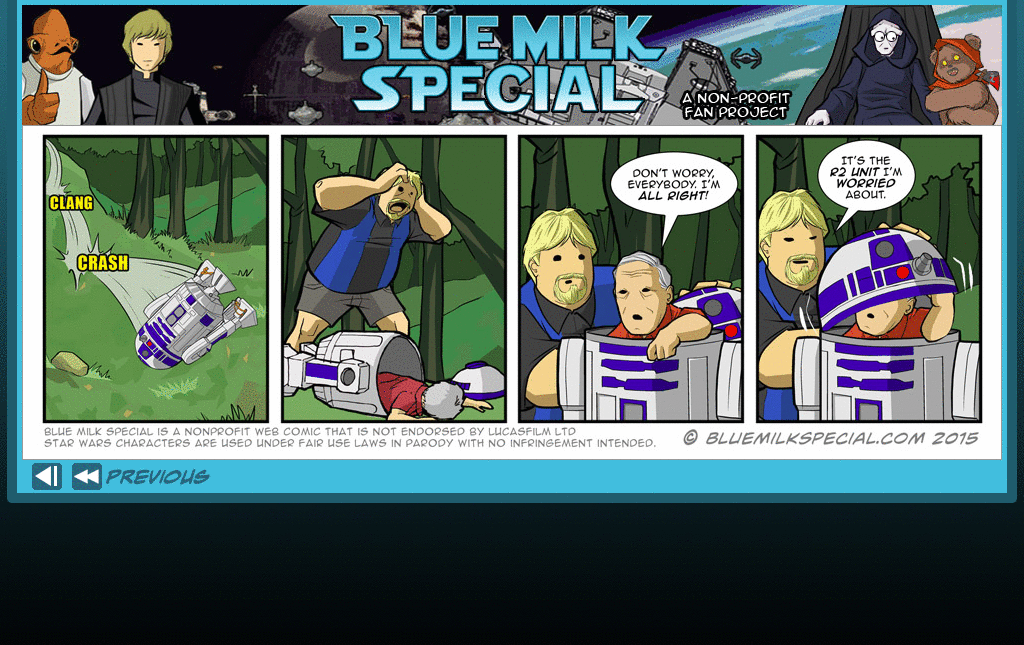 BLUE MILK
SPECIAL
A NON-PROFIT
FAN PROJECT
CLANG
CRASH
DON'T WORRY,
EVERYBODY. I'M
ALL RIGHT!
IT'S THE
R2 UNIT I'M
WORRIED
ABOUT.
BLUE MILK SPECIAL IS A NONPROFIT WEB COMIC THAT IS NOT ENDORSED BY LUCASFILM LTD
STAR WARS CHARACTERS ARE USED UNDER FAIR USE LAWS IN PARODY WITH NO INFRINGEMENT INTENDED.
© BLUEMILKSPECIAL.COM 2015
PREVIOUS